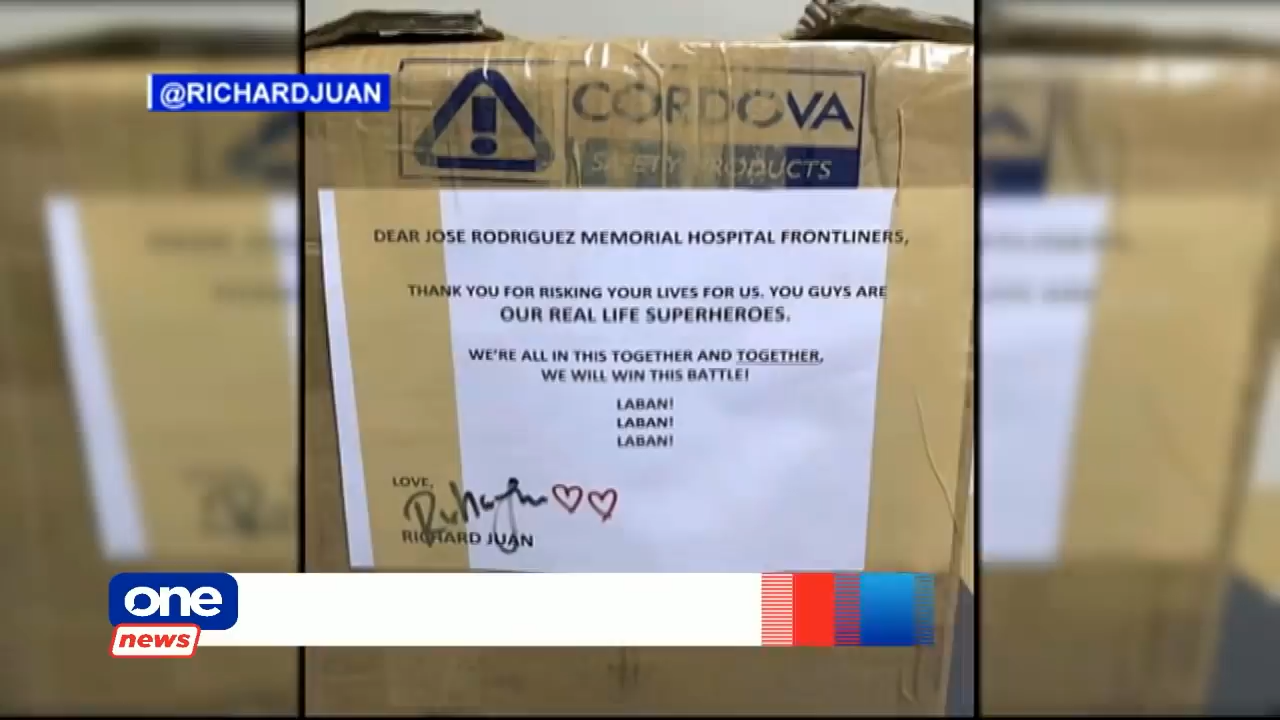 @RICHARDJUAN
CORDOVA
SAFETY PRODUCTS
DEAR JOSE RODRIGUEZ MEMORIAL HOSPITAL FRONTLINERS,
THANK YOU FOR RISKING YOUR LIVES FOR US. YOU GUYS ARE
OUR REAL LIFE SUPERHEROES.
WE'RE ALL IN THIS TOGETHER AND TOGETHER,
WE WILL WIN THIS BATTLE!
LABAN!
LABAN!
LABAN!
LOVE,
RICHARD JUAN
one
news